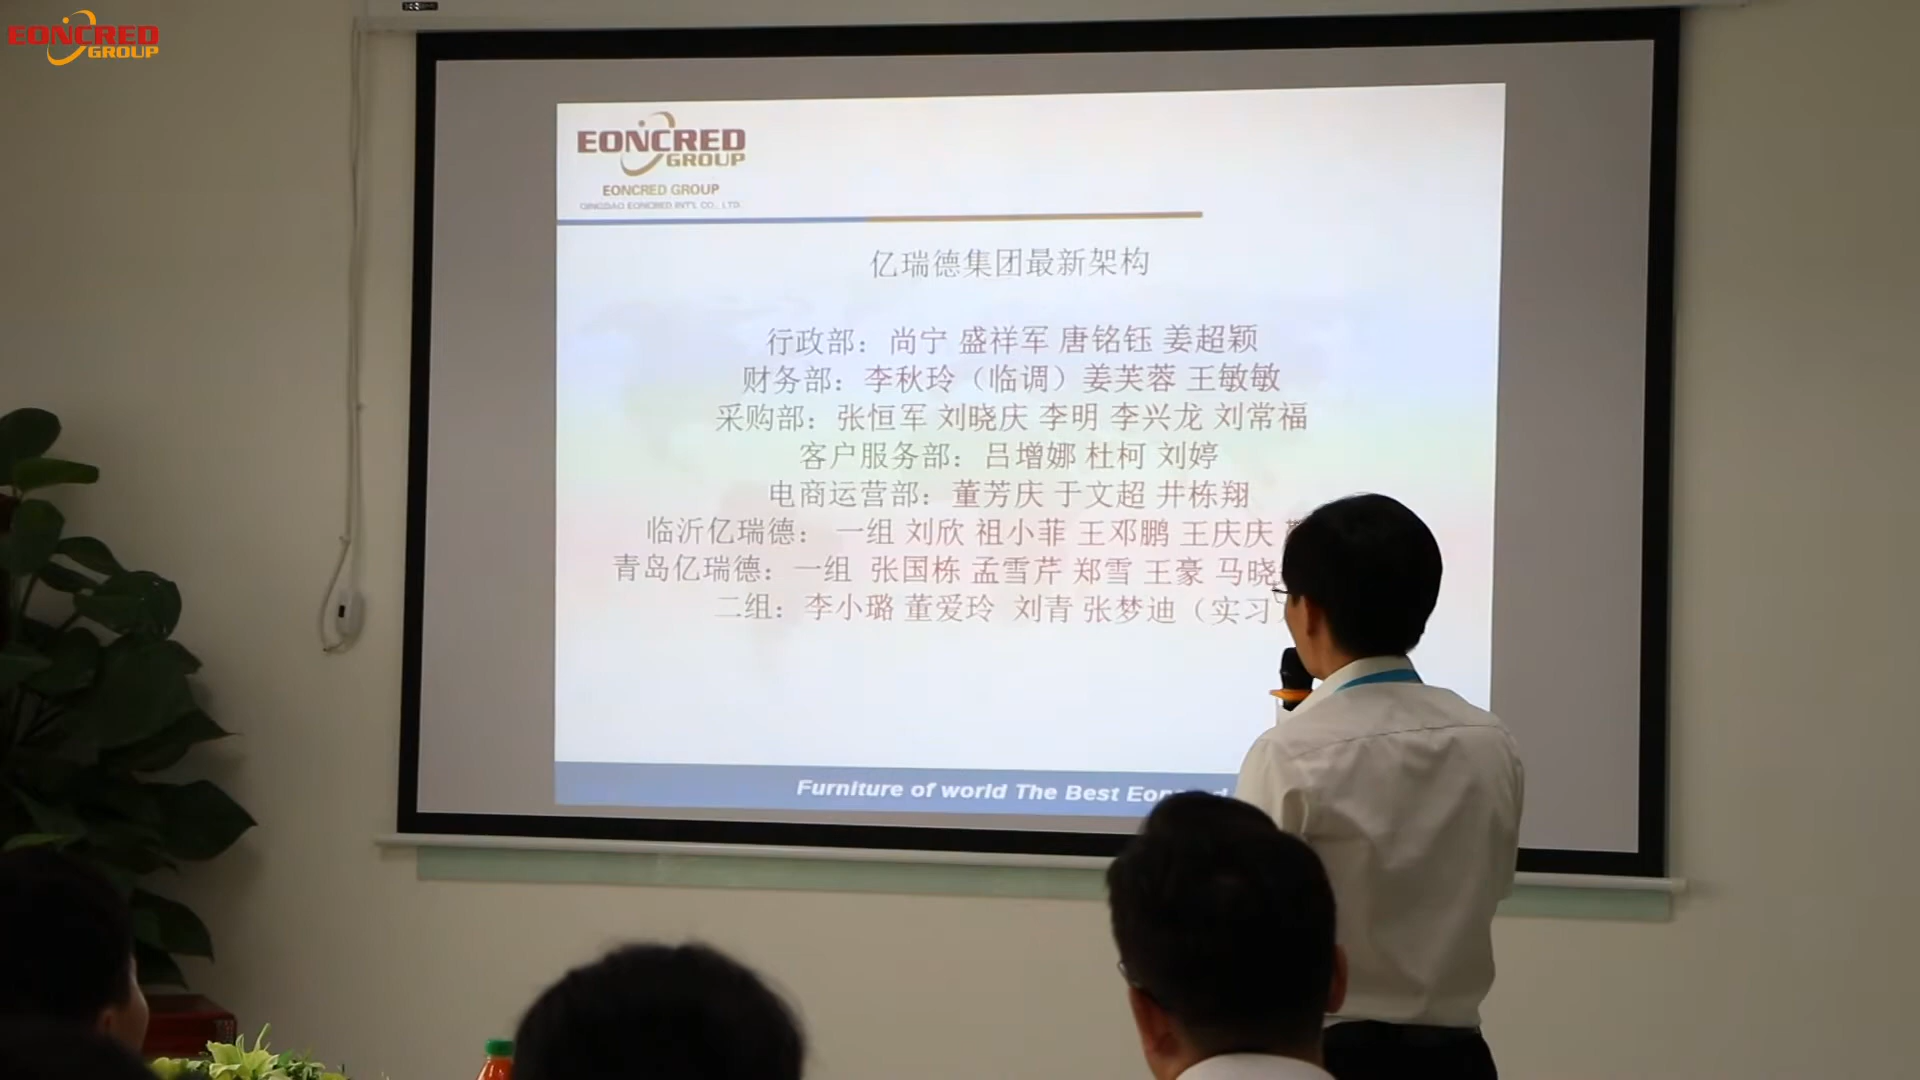 EONCRED
GROUP
EONCRED
GROUP
EONCRED GROUP
QINGDAO EONCRED INT'L CO., LTD.
亿瑞德集团最新架构
行政部：尚宁 盛祥军 唐铭钰 姜超颖
财务部：李秋玲（临调）姜芙蓉 王敏敏
采购部：张恒军 刘晓庆 李明 李兴龙 刘常福
客户服务部：吕增娜 杜柯 刘婷
电商运营部：董芳庆 于文超 井栋翔
临沂亿瑞德： 一组 刘欣 祖小菲 王邓鹏 王庆庆
青岛亿瑞德：一组 张国栋 孟雪芹 郑雪 王豪 马晓
二组：李小璐 董爱玲 刘青 张梦迪（实习）
Furniture of world The Best